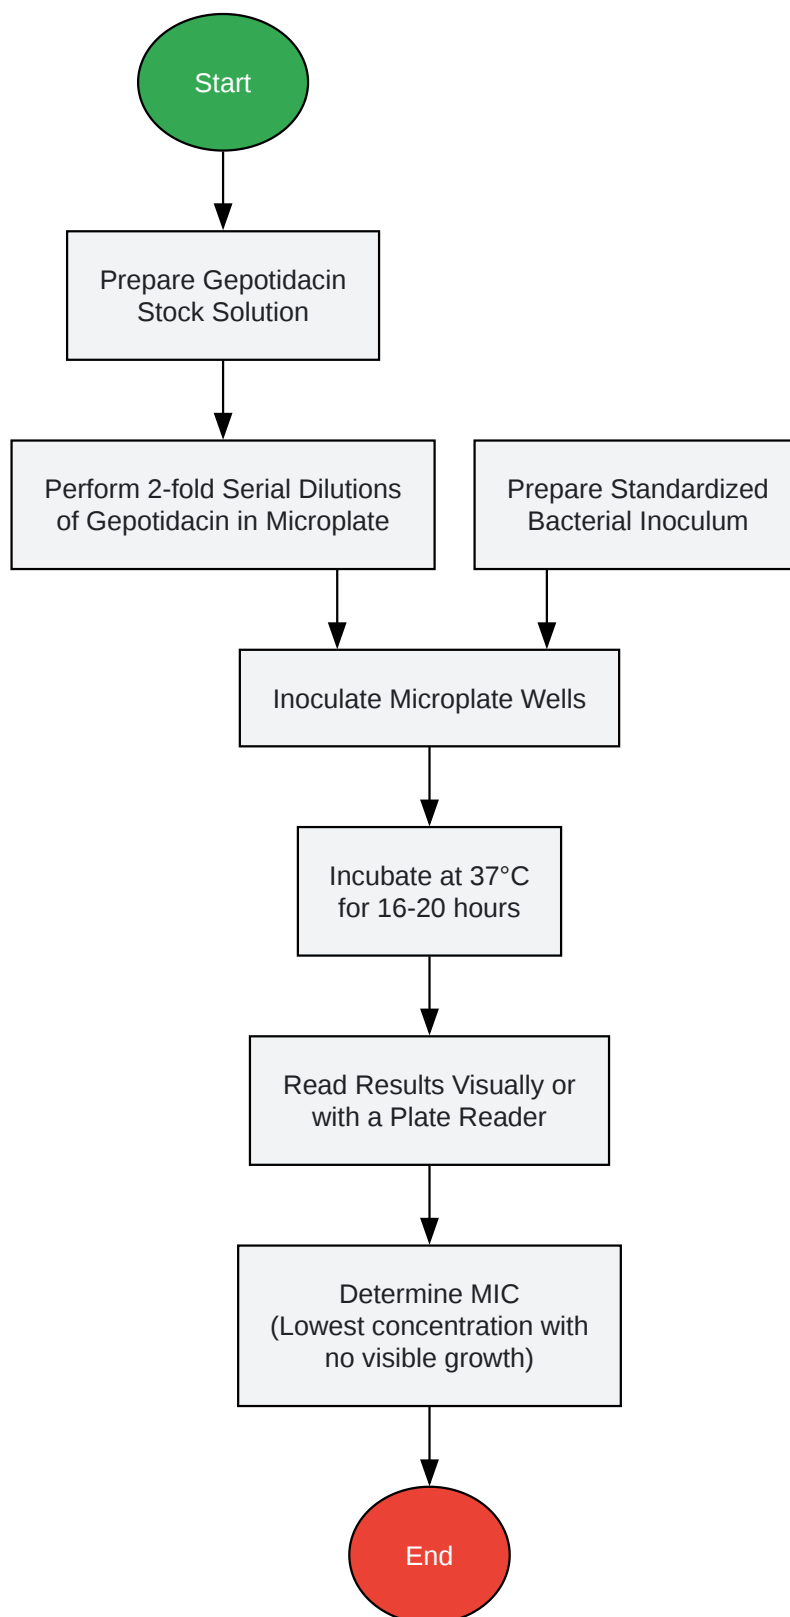 Start
Prepare Gepotidacin
Stock Solution
Perform 2-fold Serial Dilutions
of Gepotidacin in Microplate
Prepare Standardized
Bacterial Inoculum
Inoculate Microplate Wells
Incubate at 37°C
for 16-20 hours
Read Results Visually or
with a Plate Reader
Determine MIC
(Lowest concentration with
no visible growth)
End